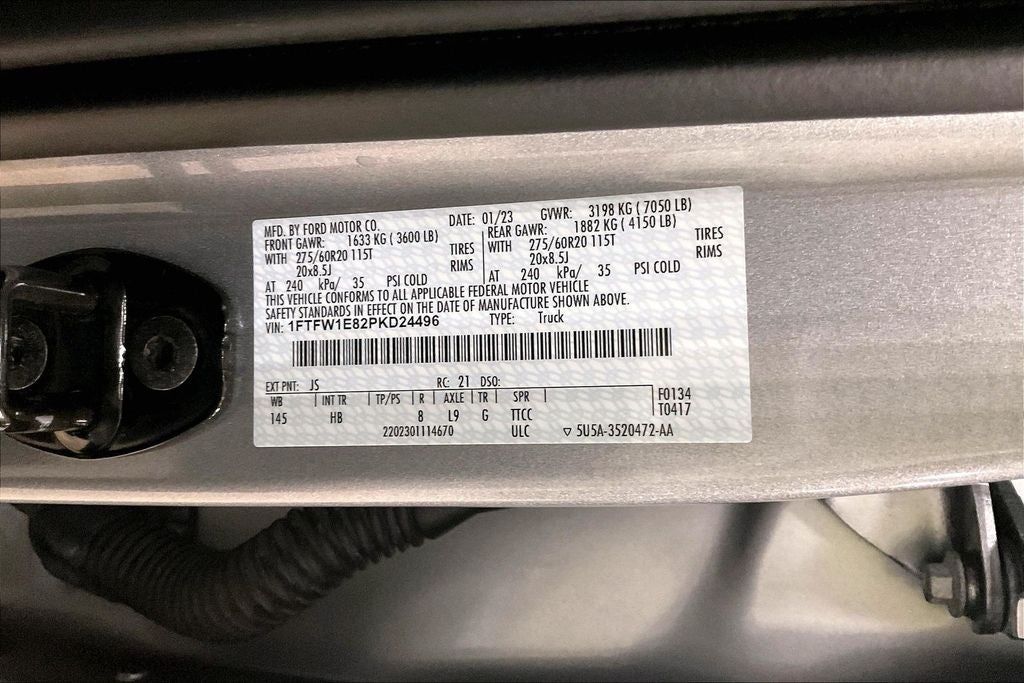 MFD. BY FORD MOTOR CO. DATE: 01/23 GVWR: 3198 KG ( 7050 LB)
FRONT GAWR: 1633 KG ( 3600 LB) REAR GAWR: 1882 KG ( 4150 LB)
WITH 275/60R20 115T TIRES WITH 275/60R20 115T TIRES
20x8.5J RIMS 20x8.5J RIMS
AT 240 kPa/ 35 PSI COLD AT 240 kPa/ 35 PSI COLD
THIS VEHICLE CONFORMS TO ALL APPLICABLE FEDERAL MOTOR VEHICLE
SAFETY STANDARDS IN EFFECT ON THE DATE OF MANUFACTURE SHOWN ABOVE.
VIN: 1FTFW1E82PKD24496 TYPE: Truck
EXT PNT: JS RC: 21 DSO:
WB INT TR TP/PS R AXLE TR SPR F0134
145 HB 8 L9 G TTCC T0417
2202301114670 ULC ▽ 5U5A-3520472-AA